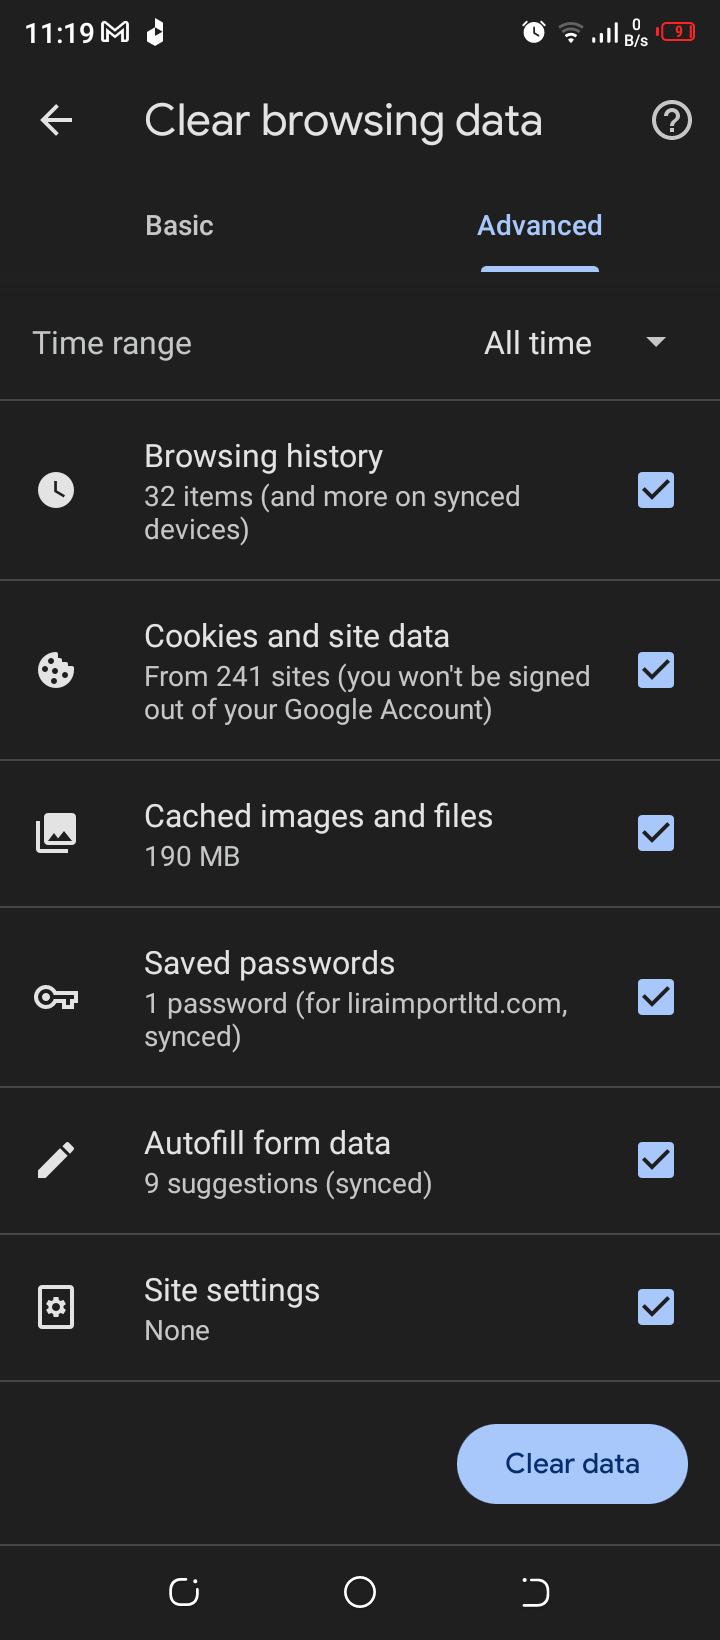 11:19
0
B/s
9
Clear browsing data
Basic
Advanced
Time range
All time
Browsing history
32 items (and more on synced
devices)
Cookies and site data
From 241 sites (you won't be signed
out of your Google Account)
Cached images and files
190 MB
Saved passwords
1 password (for liraimportltd.com,
synced)
Autofill form data
9 suggestions (synced)
Site settings
None
Clear data